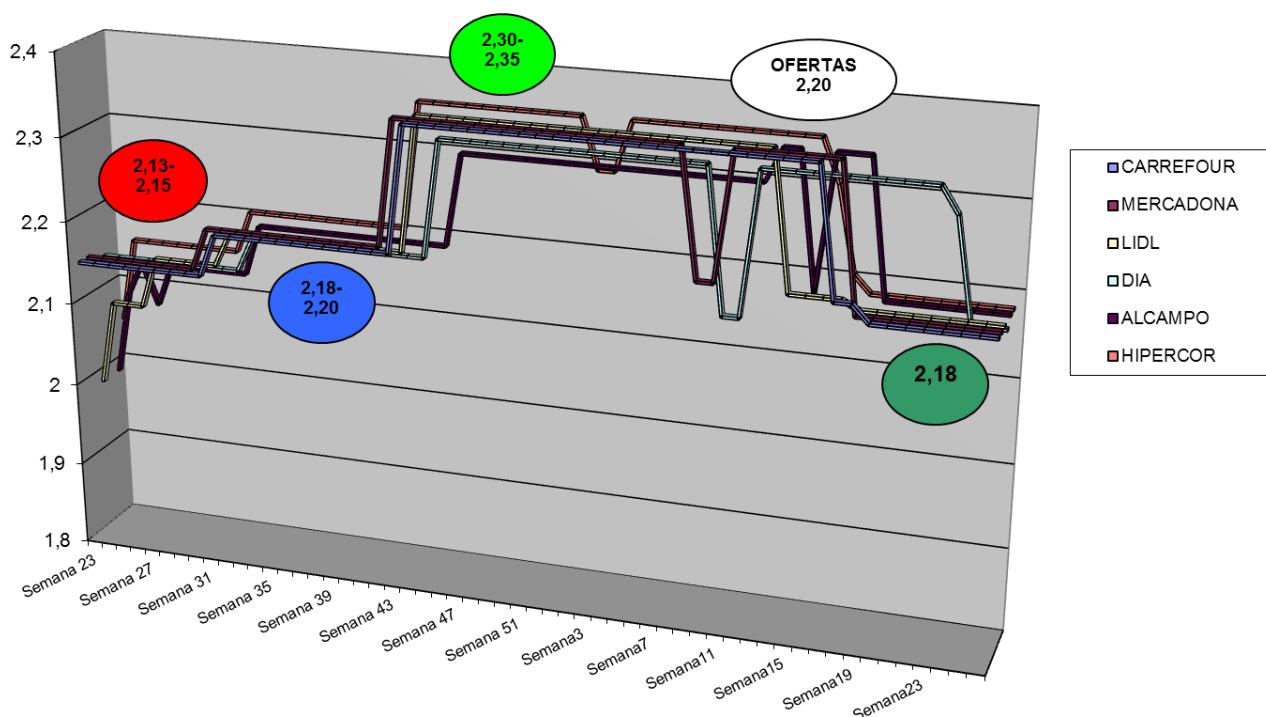 2,4
2,3
2,2
2,1
2
1,9
1,8
2,13-
2,15
2,18-
2,20
2,30-
2,35
OFERTAS
2,20
2,18
Semana 23
Semana 27
Semana 31
Semana 35
Semana 39
Semana 43
Semana 47
Semana 51
Semana3
Semana7
Semana11
Semana15
Semana19
Semana23
CARREFOUR
MERCADONA
LIDL
DIA
ALCAMPO
HIPERCOR